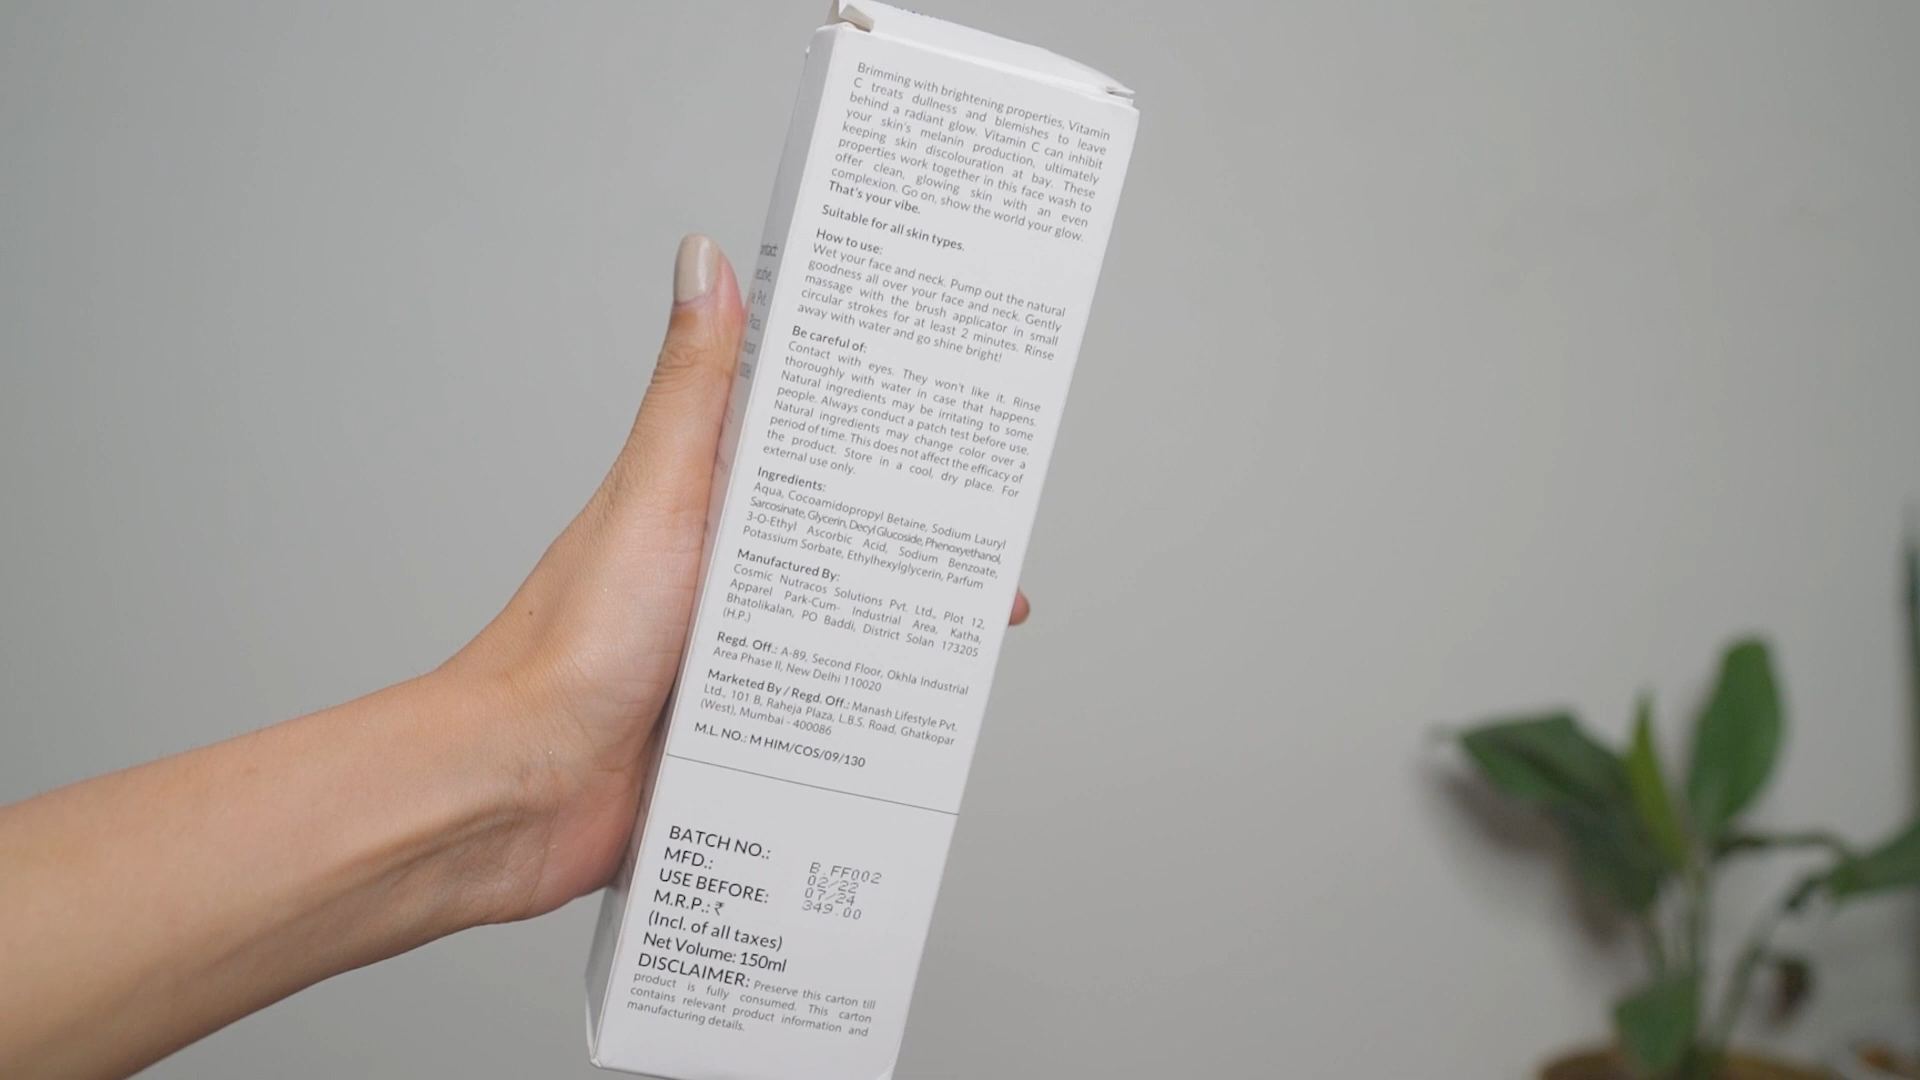 Brimming with brightening properties, Vitamin
C treats dullness and blemishes to leave
behind a radiant glow. Vitamin C can inhibit
your skin's melanin production, ultimately
keeping skin discolouration at bay. These
properties work together in this face wash to
offer clean, glowing skin with an even
complexion. Go on, show the world your glow.
That's your vibe.
Suitable for all skin types.
How to use:
Wet your face and neck. Pump out the natural
goodness all over your face and neck. Gently
massage with the brush applicator in small
circular strokes for at least 2 minutes. Rinse
away with water and go shine bright!
Be careful of:
Contact with eyes. They won't like it. Rinse
thoroughly with water in case that happens.
Natural ingredients may be irritating to some
people. Always conduct a patch test before use.
Natural ingredients may change color over a
period of time. This does not affect the efficacy of
the product. Store in a cool, dry place. For
external use only.
Ingredients:
Aqua, Cocoamidopropyl Betaine, Sodium Lauryl
Sarcosinate, Glycerin, Decyl Glucoside, Phenoxyethanol,
3-O-Ethyl Ascorbic Acid, Sodium Benzoate,
Potassium Sorbate, Ethylhexylglycerin, Parfum
Manufactured By:
Cosmic Nutracos Solutions Pvt. Ltd., Plot 12,
Apparel Park-Cum- Industrial Area, Katha,
Bhatolikalan, PO Baddi, District Solan 173205
(H.P.)
Regd. Off.: A-89, Second Floor, Okhla Industrial
Area Phase II, New Delhi 110020
Marketed By / Regd. Off.: Manash Lifestyle Pvt.
Ltd., 101 B, Raheja Plaza, L.B.S. Road, Ghatkopar
(West), Mumbai - 400086
M.L. NO.: M HIM/COS/09/130
BATCH NO.: B.FF002
MFD.: 02/22
USE BEFORE: 07/24
M.R.P.: ₹ 349.00
(Incl. of all taxes)
Net Volume: 150ml
DISCLAIMER: Preserve this carton till
product is fully consumed. This carton
contains relevant product information and
manufacturing details.